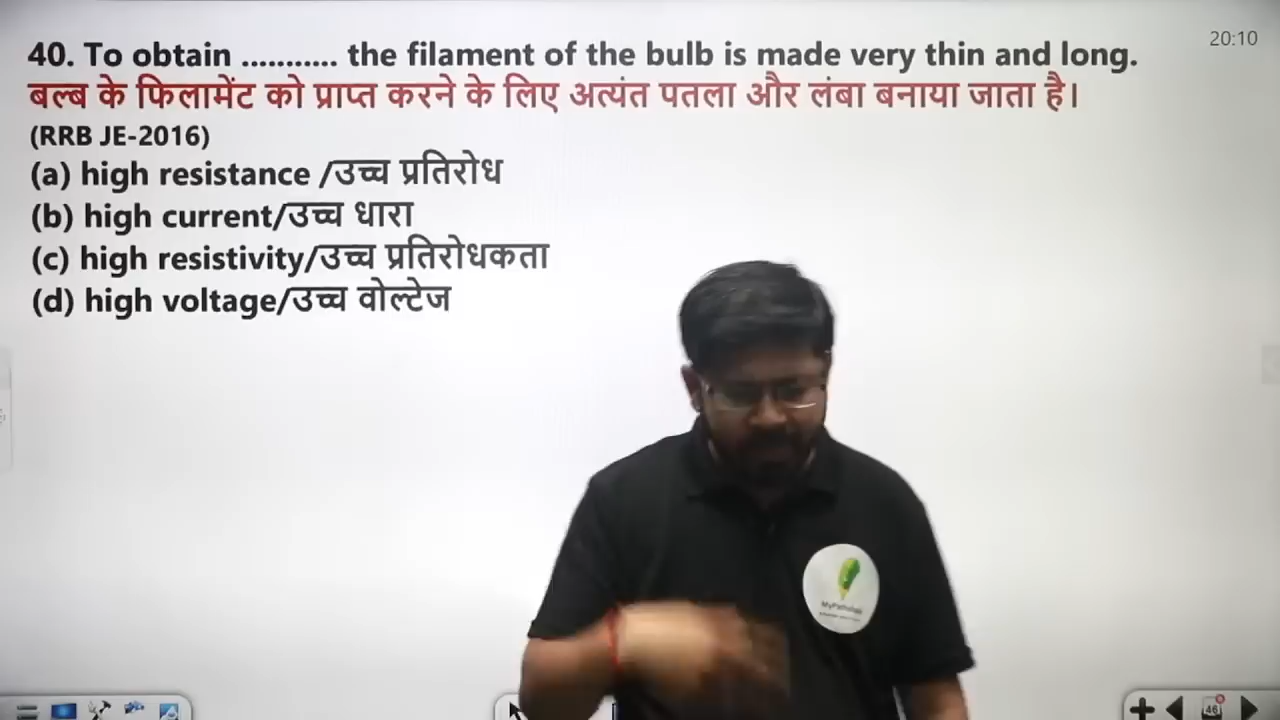 20:10
40. To obtain ........... the filament of the bulb is made very thin and long.
बल्ब के फिलामेंट को प्राप्त करने के लिए अत्यंत पतला और लंबा बनाया जाता है।
(RRB JE-2016)
(a) high resistance /उच्च प्रतिरोध
(b) high current/उच्च धारा
(c) high resistivity/उच्च प्रतिरोधकता
(d) high voltage/उच्च वोल्टेज
46